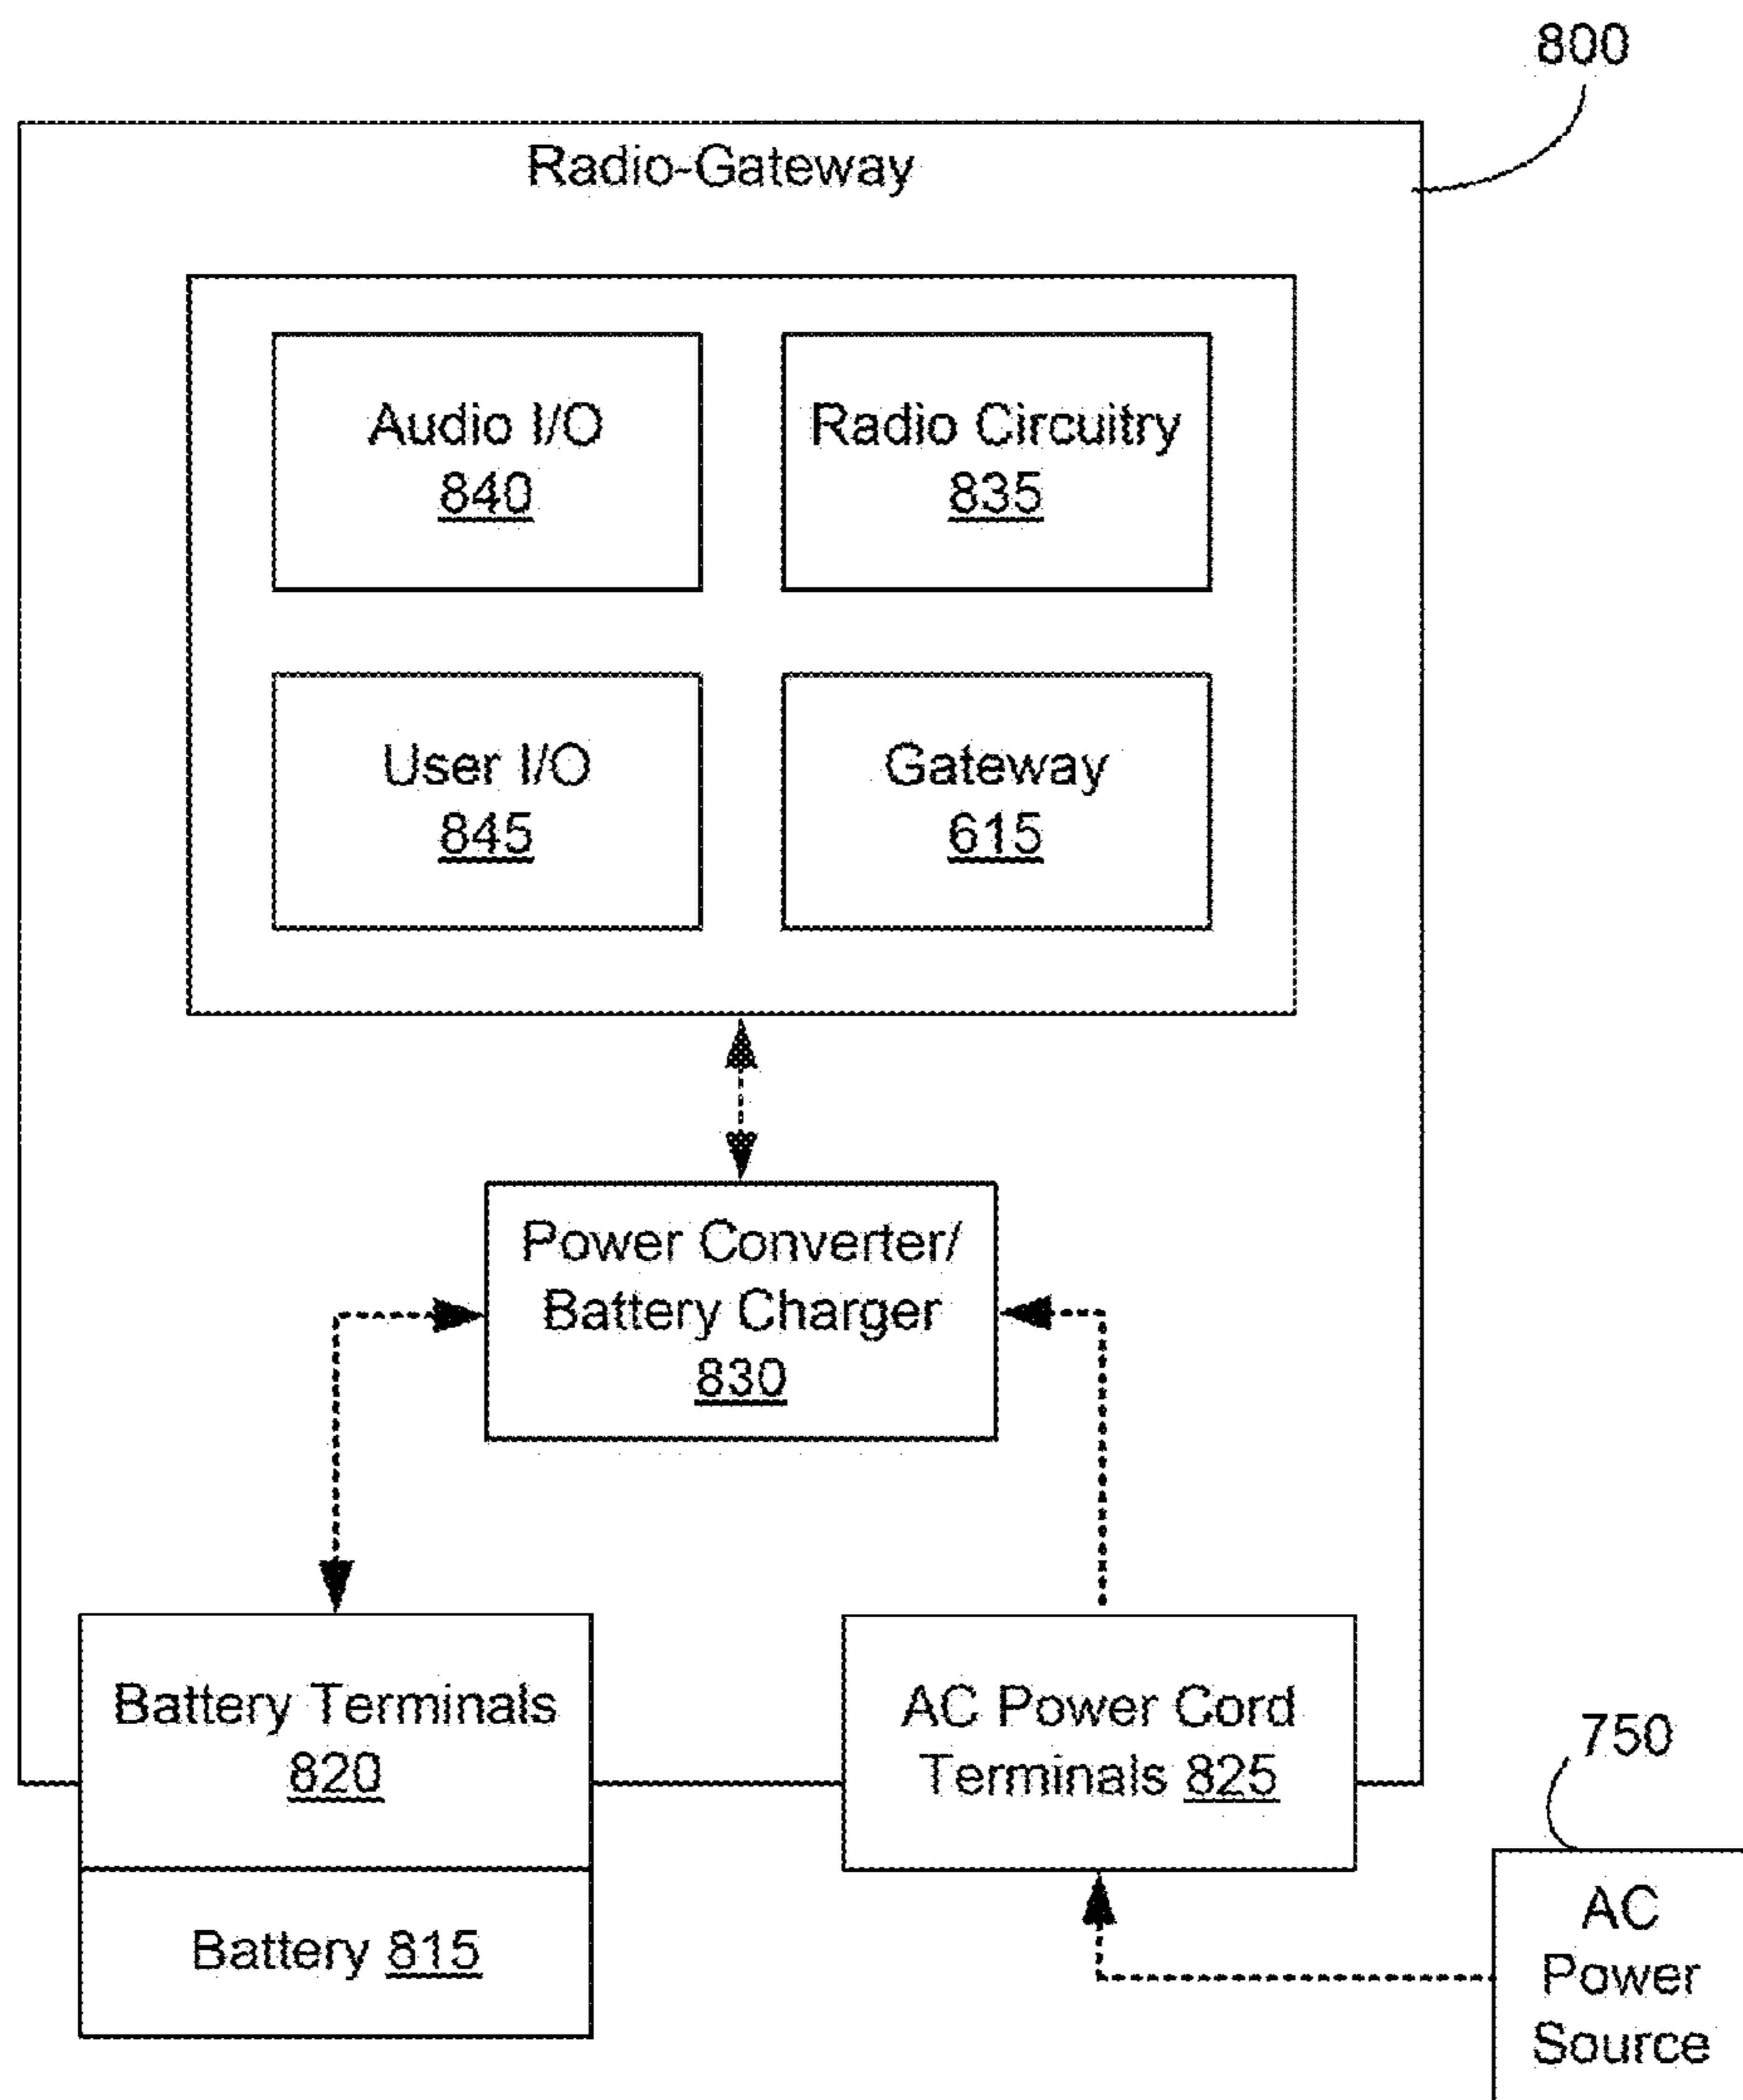 800
Radio-Gateway
Audio I/O
840
Radio Circuitry
835
User I/O
845
Gateway
615
Power Converter/
Battery Charger
830
Battery Terminals
820
AC Power Cord
Terminals 825
750
Battery 815
AC
Power
Source